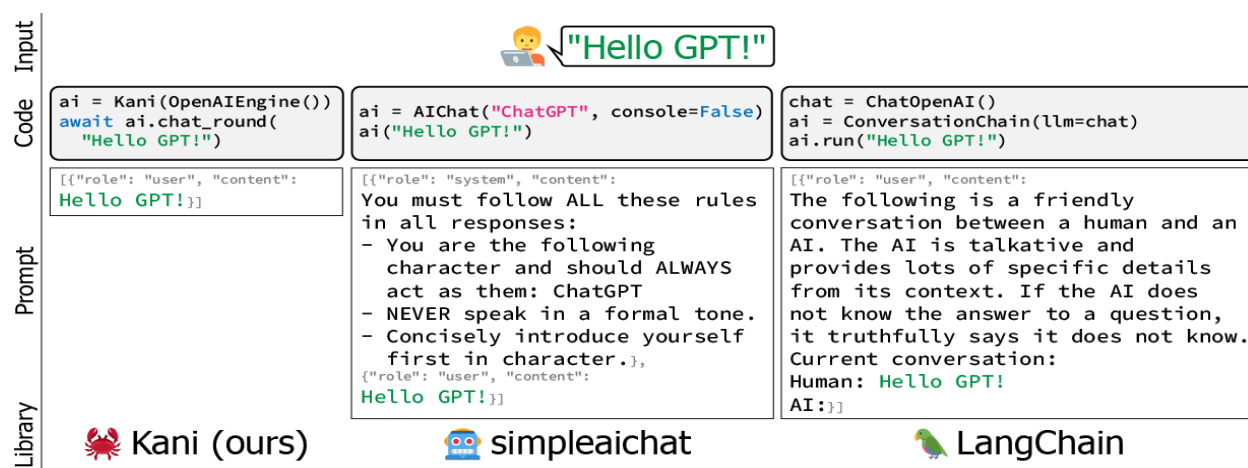 Input
"Hello GPT!"
Code
ai = Kani(OpenAIEngine())
await ai.chat_round(
"Hello GPT!")
ai = AIChat("ChatGPT", console=False)
ai("Hello GPT!")
chat = ChatOpenAI()
ai = ConversationChain(llm=chat)
ai.run("Hello GPT!")
Prompt
[{"role": "user", "content":
Hello GPT!}]
[{"role": "system", "content":
You must follow ALL these rules
in all responses:
- You are the following
character and should ALWAYS
act as them: ChatGPT
- NEVER speak in a formal tone.
- Concisely introduce yourself
first in character.},
{"role": "user", "content":
Hello GPT!}]
[{"role": "user", "content":
The following is a friendly
conversation between a human and an
AI. The AI is talkative and
provides lots of specific details
from its context. If the AI does
not know the answer to a question,
it truthfully says it does not know.
Current conversation:
Human: Hello GPT!
AI:}]
Library
Kani (ours)
simpleaichat
LangChain